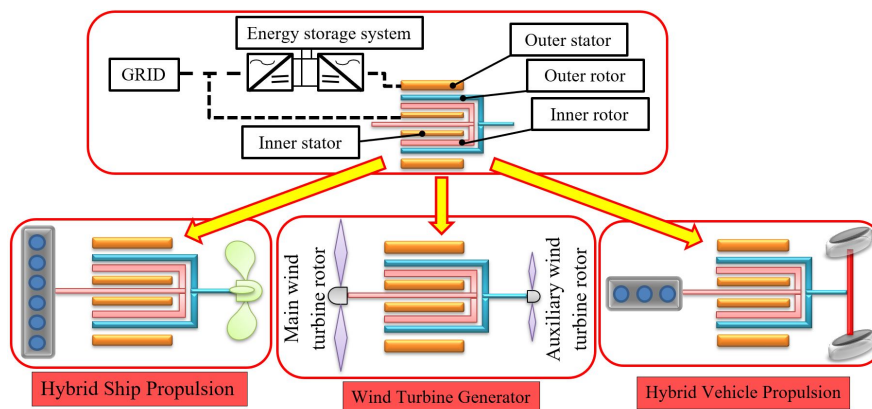 Energy storage system
Outer stator
GRID
Outer rotor
Inner rotor
Inner stator
Main wind
turbine rotor
Auxiliary wind
turbine rotor
Hybrid Ship Propulsion
Wind Turbine Generator
Hybrid Vehicle Propulsion